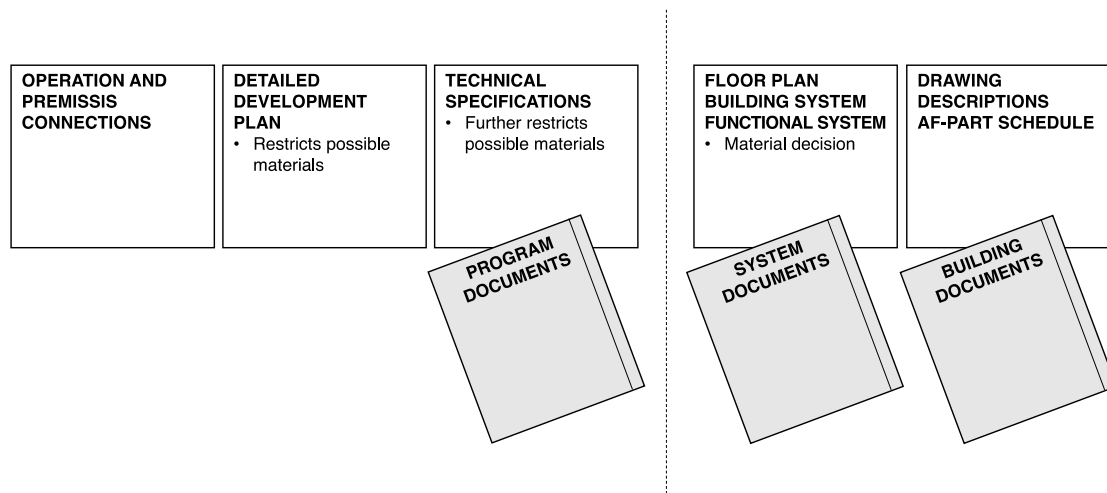 OPERATION AND
PREMISSIS
CONNECTIONS
DETAILED
DEVELOPMENT
PLAN
• Restricts possible
materials
TECHNICAL
SPECIFICATIONS
• Further restricts
possible materials
FLOOR PLAN
BUILDING SYSTEM
FUNCTIONAL SYSTEM
• Material decision
DRAWING
DESCRIPTIONS
AF-PART SCHEDULE
PROGRAM
DOCUMENTS
SYSTEM
DOCUMENTS
BUILDING
DOCUMENTS